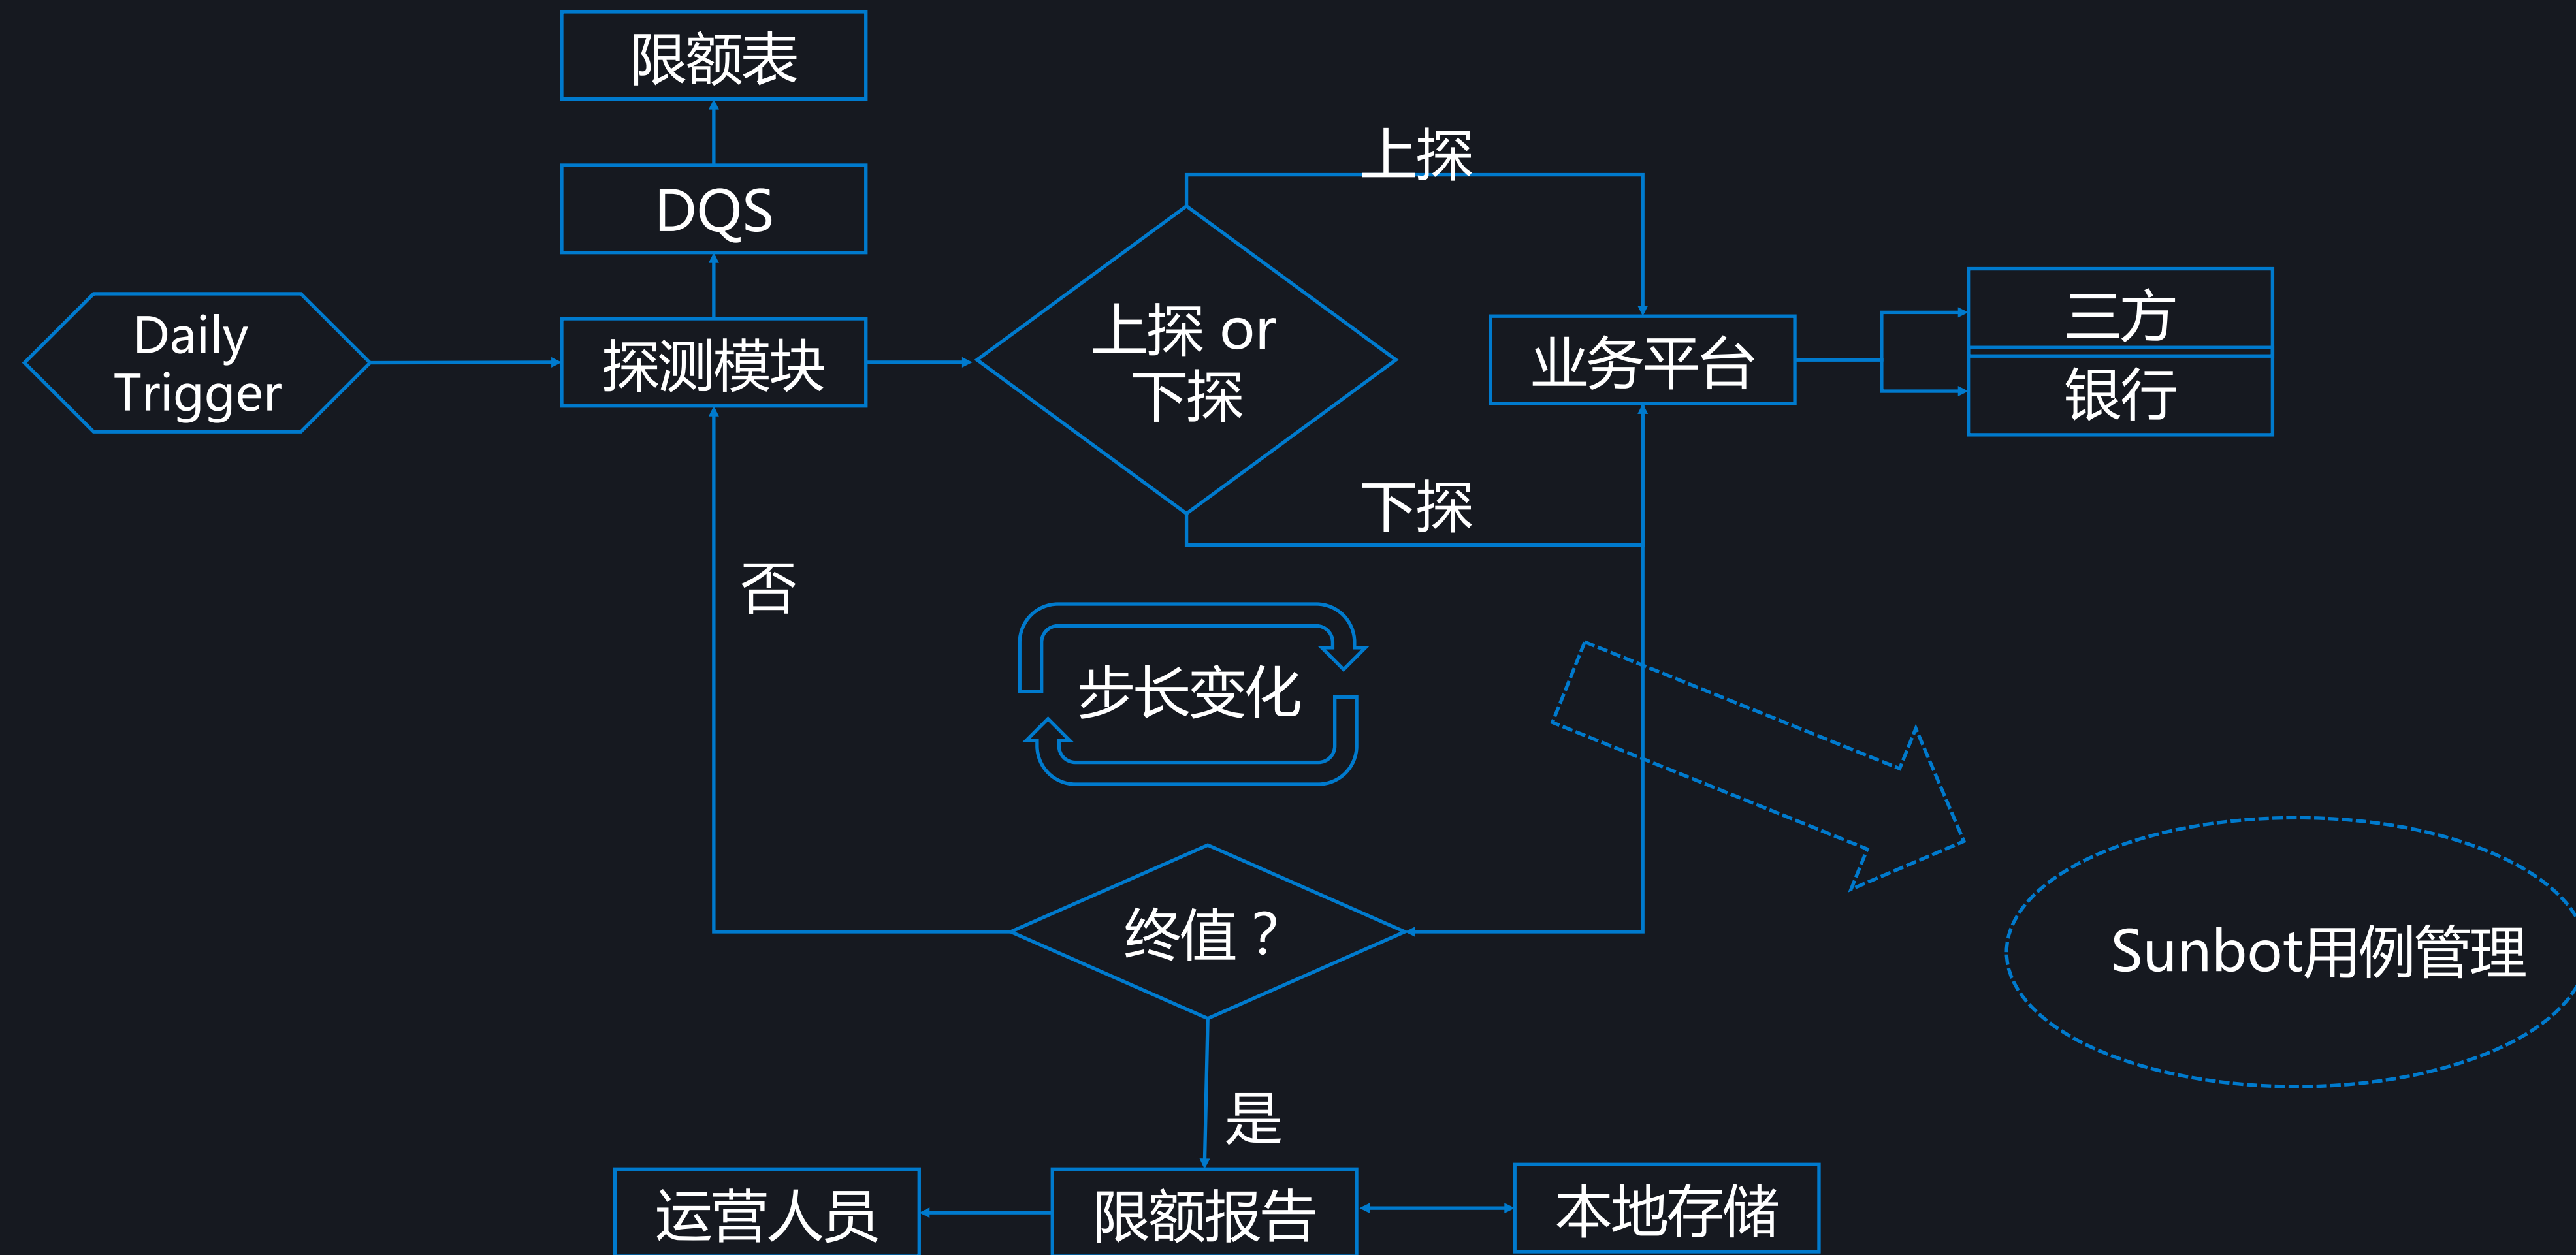 限额表
DQS
上探
Daily
Trigger
探测模块
上探 or
下探
业务平台
三方
银行
下探
否
步长变化
终值？
Sunbot用例管理
是
运营人员
限额报告
本地存储